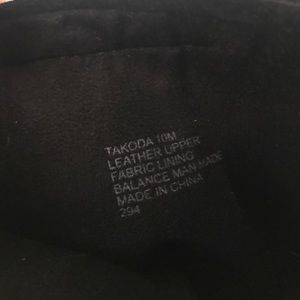 TAKODA 10M
LEATHER UPPER
FABRIC LINING
BALANCE MAN MADE
MADE IN CHINA
294